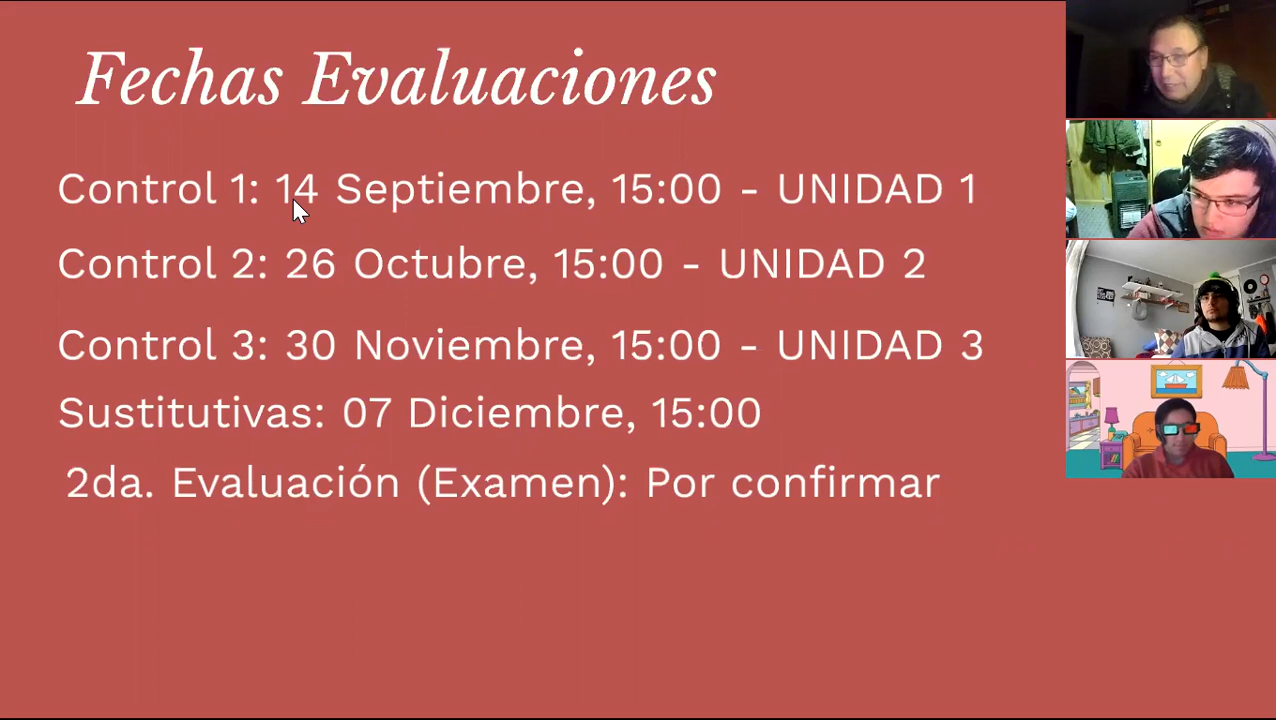 Fechas Evaluaciones
Control 1: 14 Septiembre, 15:00 - UNIDAD 1
Control 2: 26 Octubre, 15:00 - UNIDAD 2
Control 3: 30 Noviembre, 15:00 - UNIDAD 3
Sustitutivas: 07 Diciembre, 15:00
2da. Evaluación (Examen): Por confirmar